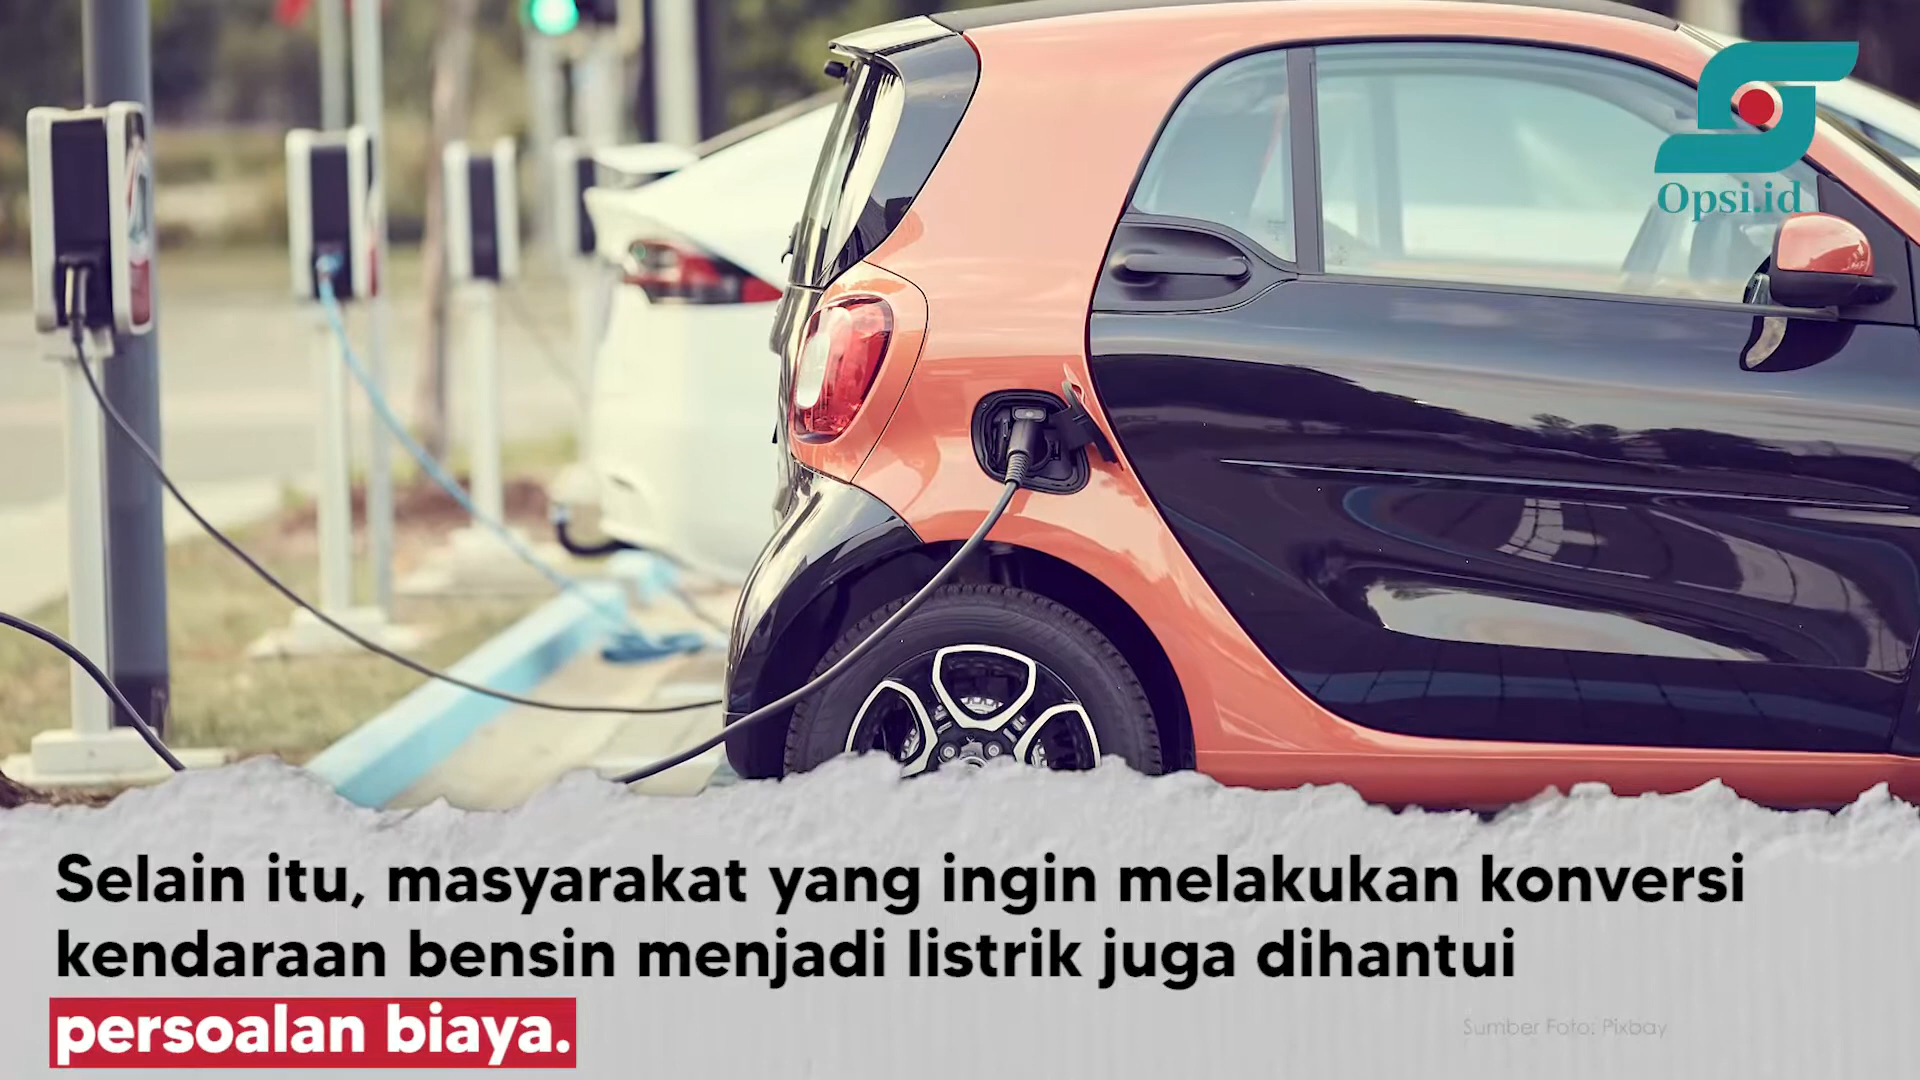 Opsi.id
Selain itu, masyarakat yang ingin melakukan konversi
kendaraan bensin menjadi listrik juga dihantui
persoalan biaya.
Sumber Foto: Pixbay